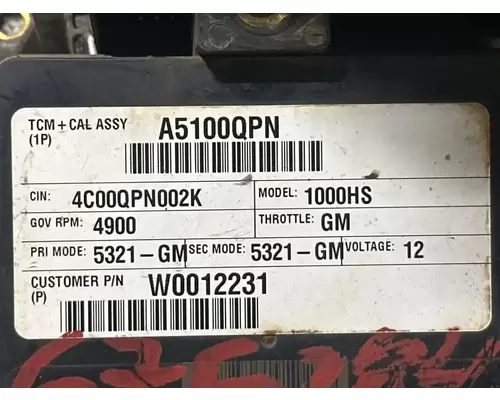 TCM + CAL ASSY A5100QPN
(1P)
CIN: 4C00QPN002K MODEL: 1000HS
GOV RPM: 4900 THROTTLE: GM
PRI MODE: 5321-GM SEC MODE: 5321-GM VOLTAGE: 12
CUSTOMER P/N W0012231
(P)